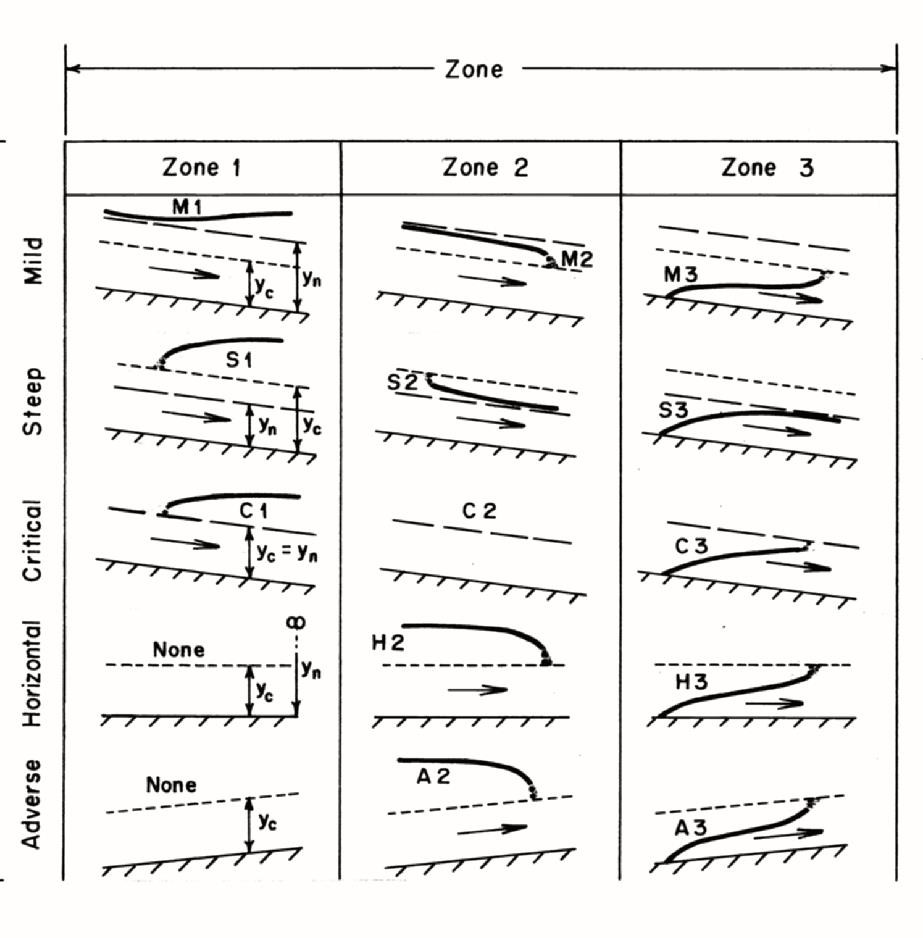 Zone
Zone 1
Zone 2
Zone 3
Mild
M1
yc
yn
M2
M3
Steep
S1
yn
yc
S2
S3
Critical
C1
yc = yn
C2
C3
Horizontal
None
∞
yc
yn
H2
H3
Adverse
None
yc
A2
A3